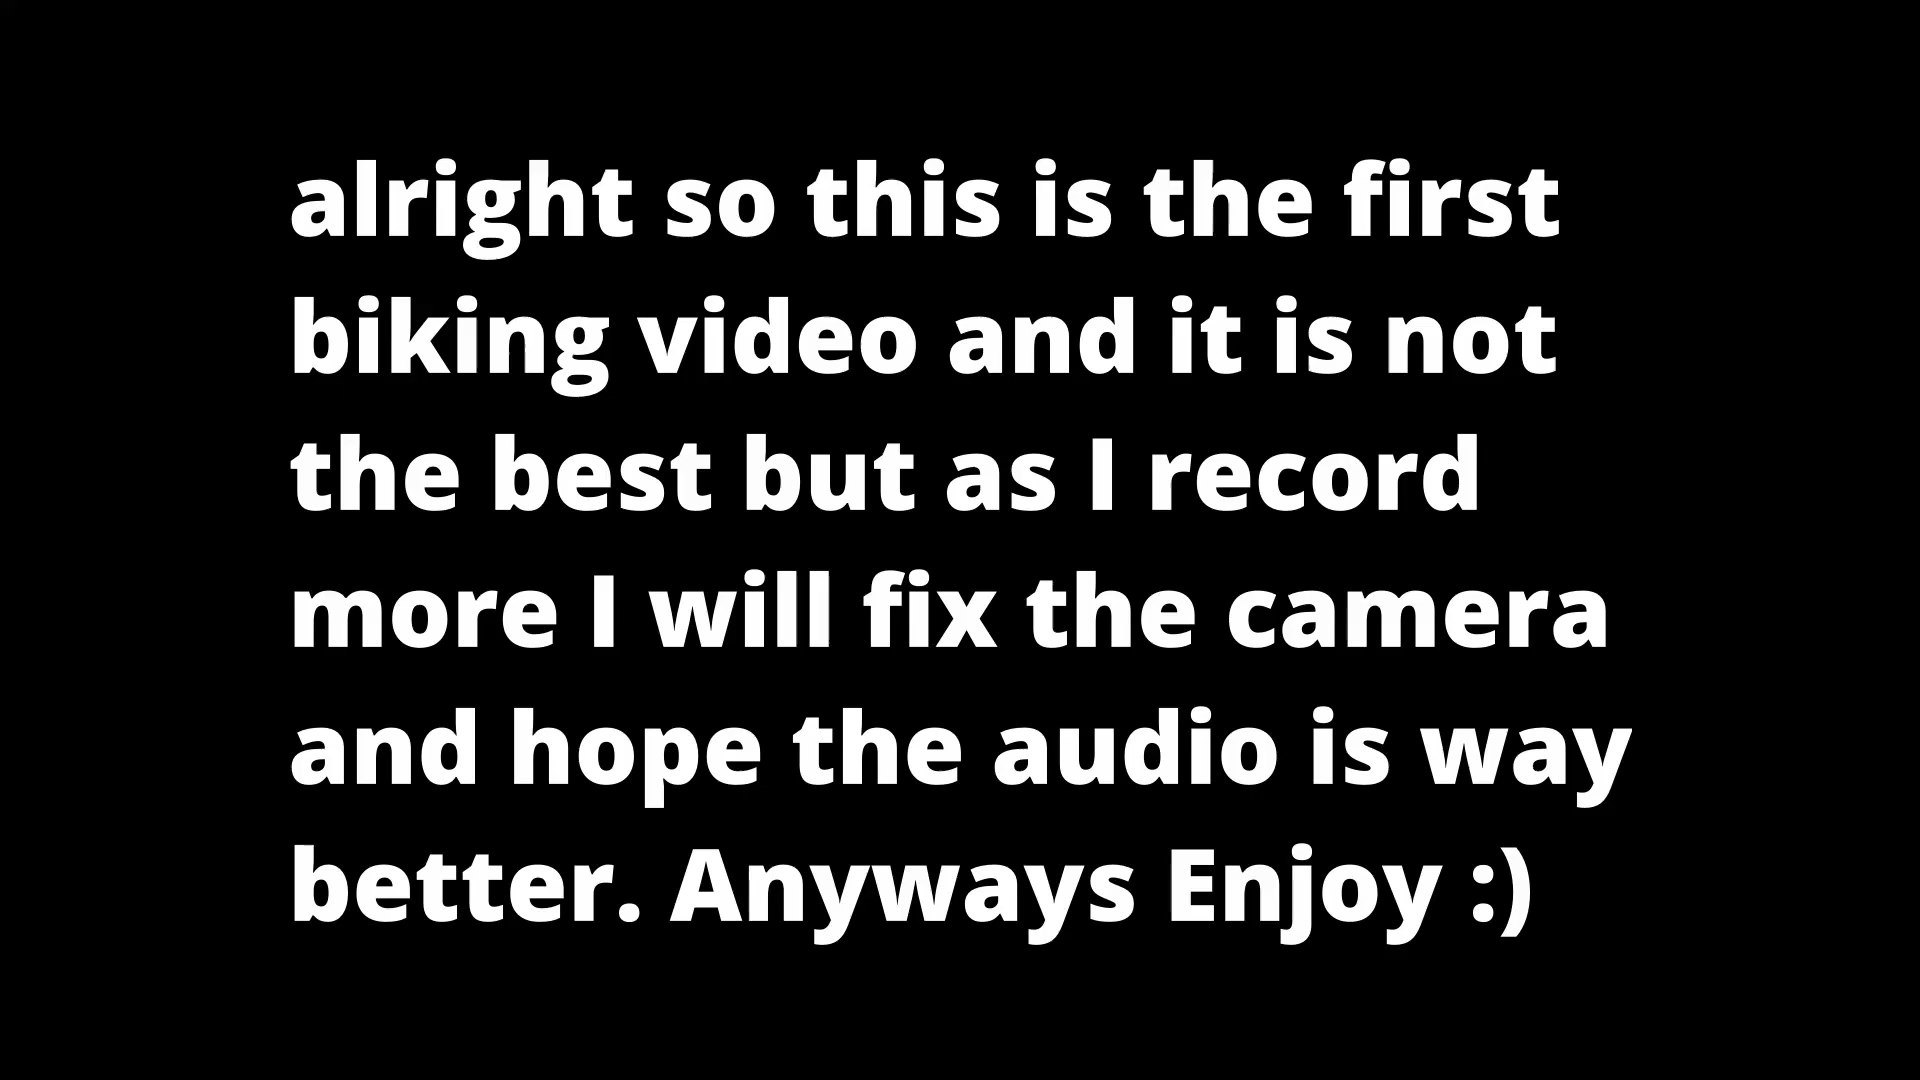 alright so this is the first
biking video and it is not
the best but as I record
more I will fix the camera
and hope the audio is way
better. Anyways Enjoy :)